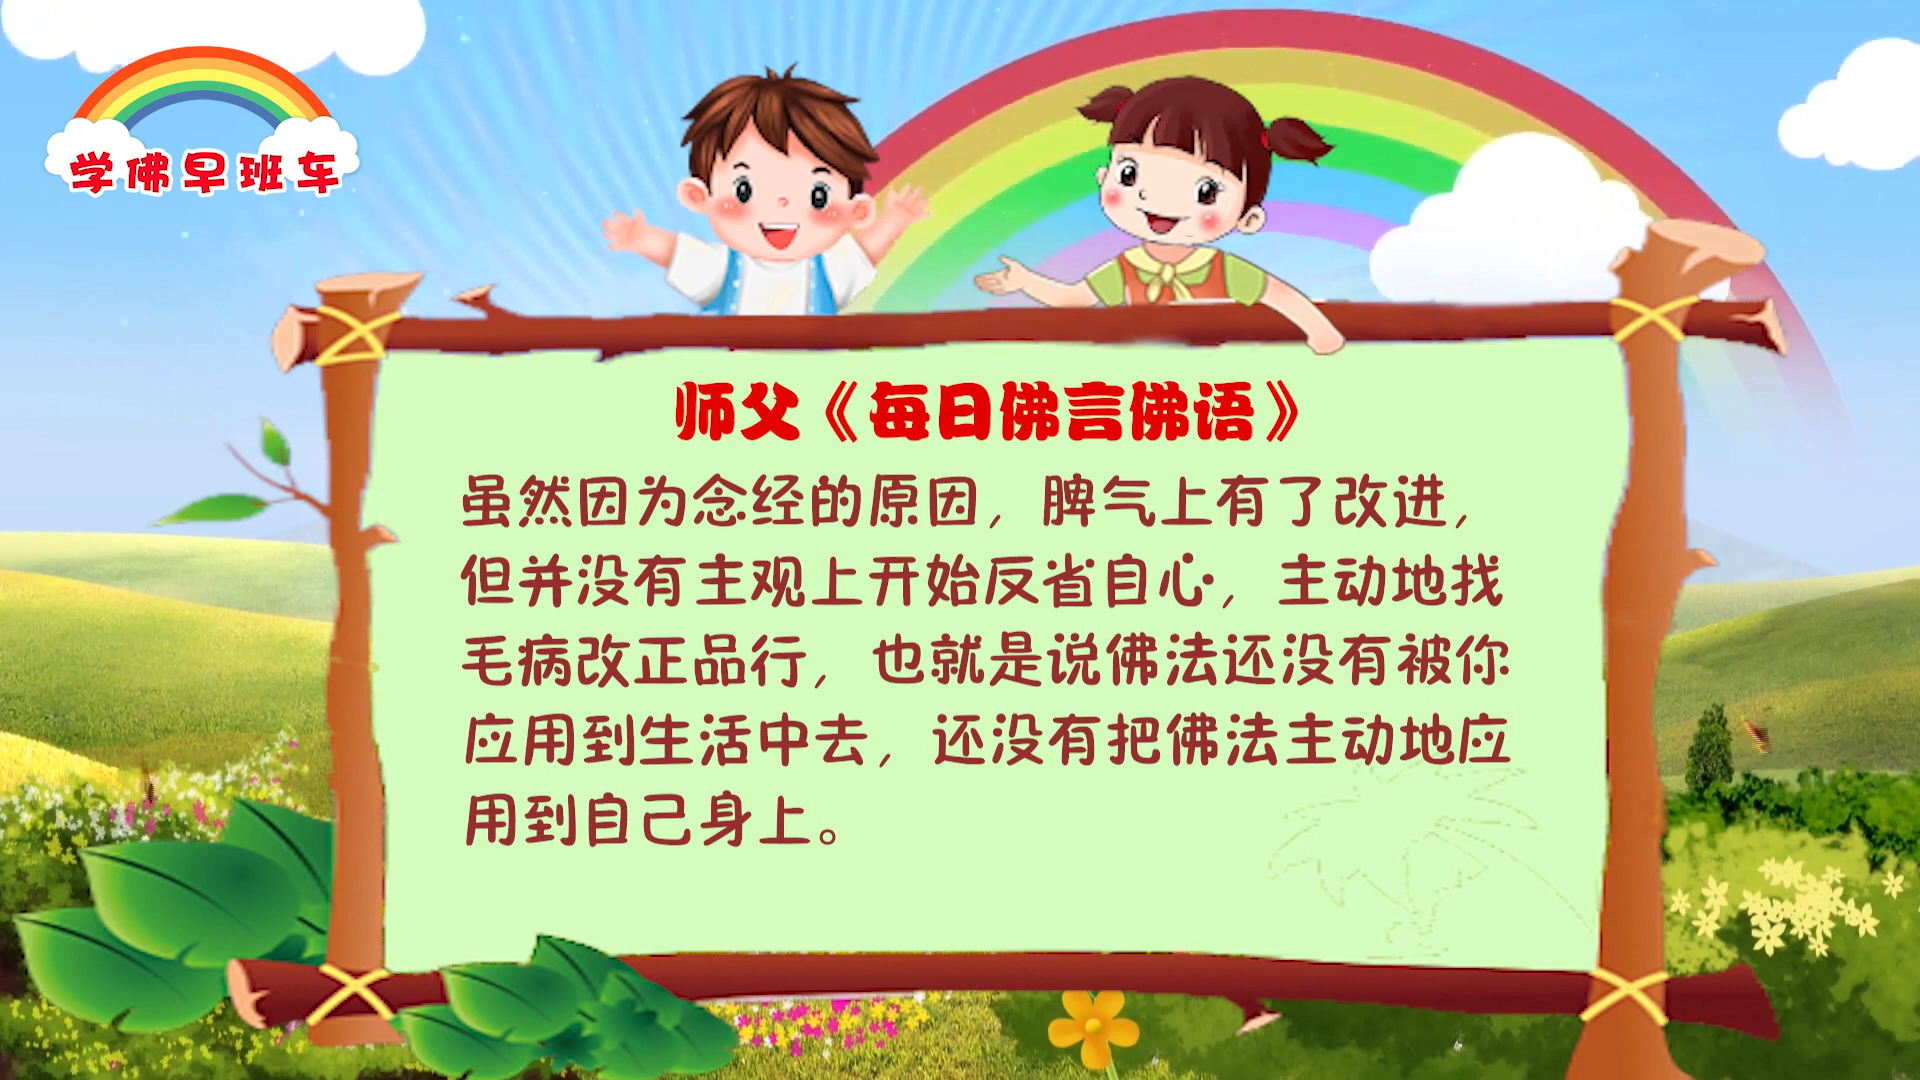 学佛早班车
师父《每日佛言佛语》
虽然因为念经的原因，脾气上有了改进，
但并没有主观上开始反省自心，主动地找
毛病改正品行，也就是说佛法还没有被你
应用到生活中去，还没有把佛法主动地应
用到自己身上。